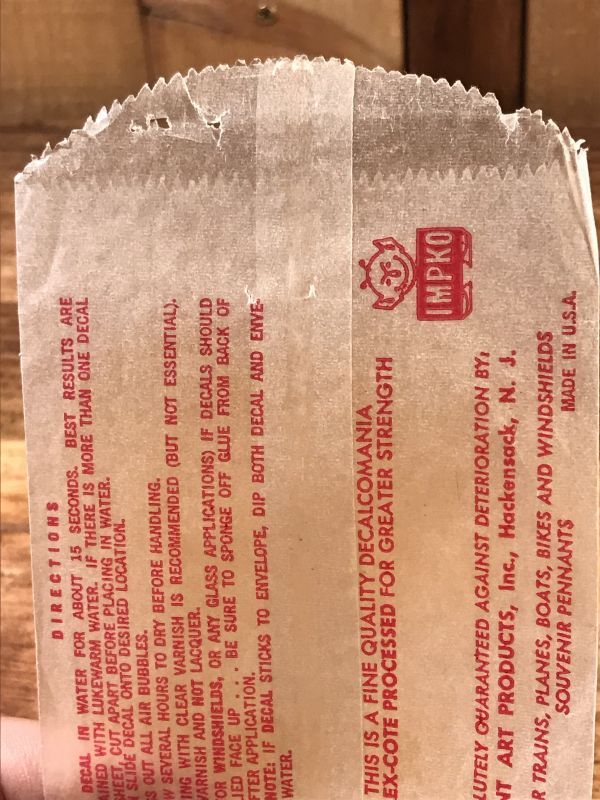 DIRECTIONS
DECAL IN WATER FOR ABOUT 15 SECONDS. BEST RESULTS ARE
AINED WITH LUKEWARM WATER. IF THERE IS MORE THAN ONE DECAL
SHEET, CUT APART BEFORE PLACING IN WATER.
SLIDE DECAL ONTO DESIRED LOCATION.
S OUT ALL AIR BUBBLES.
W SEVERAL HOURS TO DRY BEFORE HANDLING.
ING WITH CLEAR VARNISH IS RECOMMENDED (BUT NOT ESSENTIAL).
VARNISH AND NOT LACQUER.
OR WINDSHIELDS, OR ANY GLASS APPLICATIONS) IF DECALS SHOULD
IED FACE UP . . . BE SURE TO SPONGE OFF GLUE FROM BACK OF
FTER APPLICATION.
NOTE: IF DECAL STICKS TO ENVELOPE, DIP BOTH DECAL AND ENVE-
WATER.
IMPKO
THIS IS A FINE QUALITY DECALCOMANIA
EX-COTE PROCESSED FOR GREATER STRENGTH
LUTELY GUARANTEED AGAINST DETERIORATION BY:
NT ART PRODUCTS, Inc., Hackensack, N. J.
R TRAINS, PLANES, BOATS, BIKES AND WINDSHIELDS
SOUVENIR PENNANTS
MADE IN U.S.A.